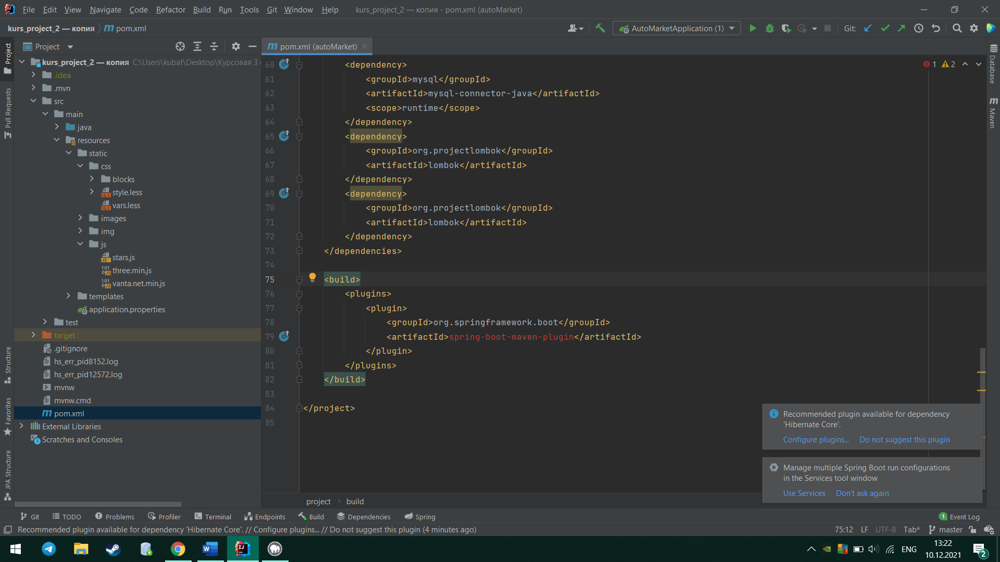 File Edit View Navigate Code Refactor Build Run Tools Git Window Help kurs_project_2 — копия - pom.xml (autoMarket)
kurs_project_2 — копия pom.xml AutoMarketApplication (1) Git:
Project
pom.xml (autoMarket)
kurs_project_2 — копия C:\Users\kubat\Desktop\Курсовая 3
.idea
.mvn
src
main
java
resources
static
css
blocks
style.less
vars.less
images
img
js
stars.js
three.min.js
vanta.net.min.js
templates
application.properties
test
target
.gitignore
hs_err_pid8152.log
hs_err_pid12572.log
mvnw
mvnw.cmd
pom.xml
External Libraries
Scratches and Consoles
Project
Pull Requests
Structure
Favorites
JPA Structure
60 <dependency>
61 <groupId>mysql</groupId>
62 <artifactId>mysql-connector-java</artifactId>
63 <scope>runtime</scope>
64 </dependency>
65 <dependency>
66 <groupId>org.projectlombok</groupId>
67 <artifactId>lombok</artifactId>
68 </dependency>
69 <dependency>
70 <groupId>org.projectlombok</groupId>
71 <artifactId>lombok</artifactId>
72 </dependency>
73 </dependencies>
74
75 <build>
76 <plugins>
77 <plugin>
78 <groupId>org.springframework.boot</groupId>
79 <artifactId>spring-boot-maven-plugin</artifactId>
80 </plugin>
81 </plugins>
82 </build>
83
84 </project>
85
1 2
Database
Maven
Recommended plugin available for dependency
'Hibernate Core'.
Configure plugins... Do not suggest this plugin
Manage multiple Spring Boot run configurations
in the Services tool window
Use Services Don't ask again
project build
Git TODO Problems Profiler Terminal Endpoints Build Dependencies Spring 1 Event Log
Recommended plugin available for dependency 'Hibernate Core'. // Configure plugins... // Do not suggest this plugin (4 minutes ago) 75:12 LF UTF-8 Tab* master
ENG
13:22
10.12.2021
2